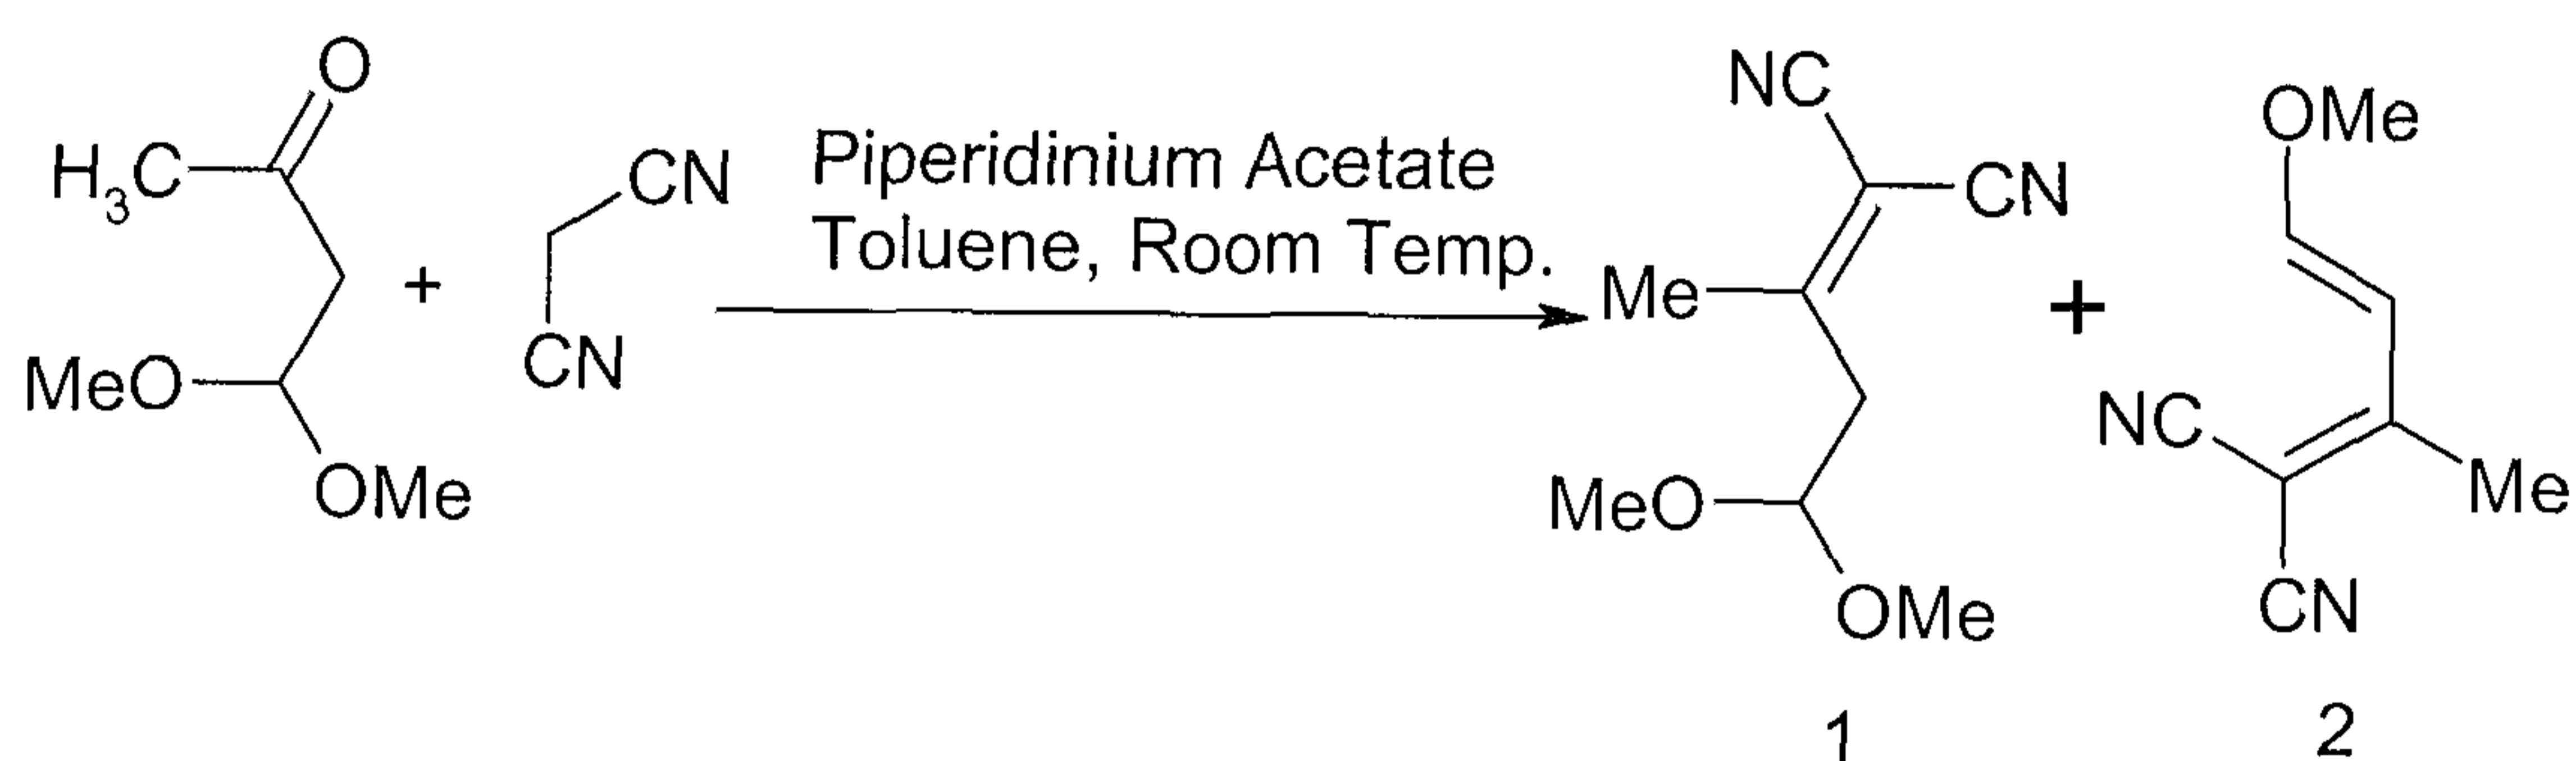 O
H3C
MeO
OMe
+
CN
CN
Piperidinium Acetate
Toluene, Room Temp.
NC
CN
Me
MeO
OMe
1
+
OMe
NC
Me
CN
2